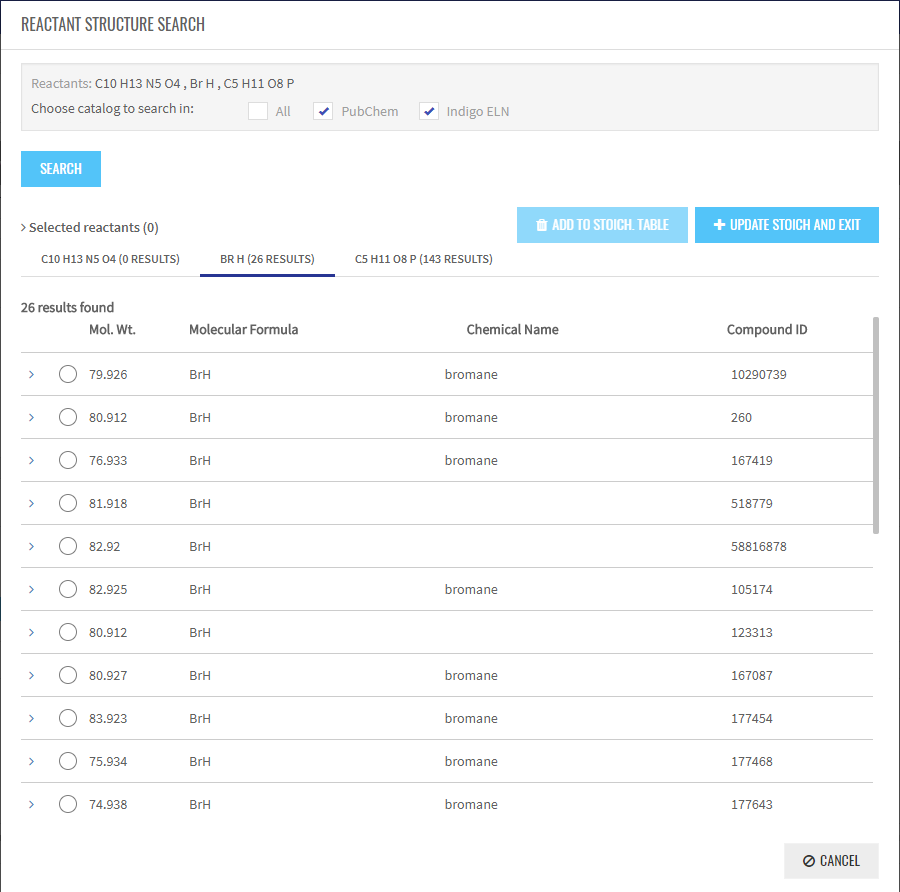 REACTANT STRUCTURE SEARCH
Reactants: C10 H13 N5 O4 , Br H , C5 H11 O8 P
Choose catalog to search in: All PubChem Indigo ELN
SEARCH
Selected reactants (0) ADD TO STOICH. TABLE UPDATE STOICH AND EXIT
C10 H13 N5 O4 (0 RESULTS) BR H (26 RESULTS) C5 H11 O8 P (143 RESULTS)
26 results found
Mol. Wt. Molecular Formula Chemical Name Compound ID
79.926 BrH bromane 10290739
80.912 BrH bromane 260
76.933 BrH bromane 167419
81.918 BrH 518779
82.92 BrH 58816878
82.925 BrH bromane 105174
80.912 BrH 123313
80.927 BrH bromane 167087
83.923 BrH bromane 177454
75.934 BrH bromane 177468
74.938 BrH bromane 177643
CANCEL